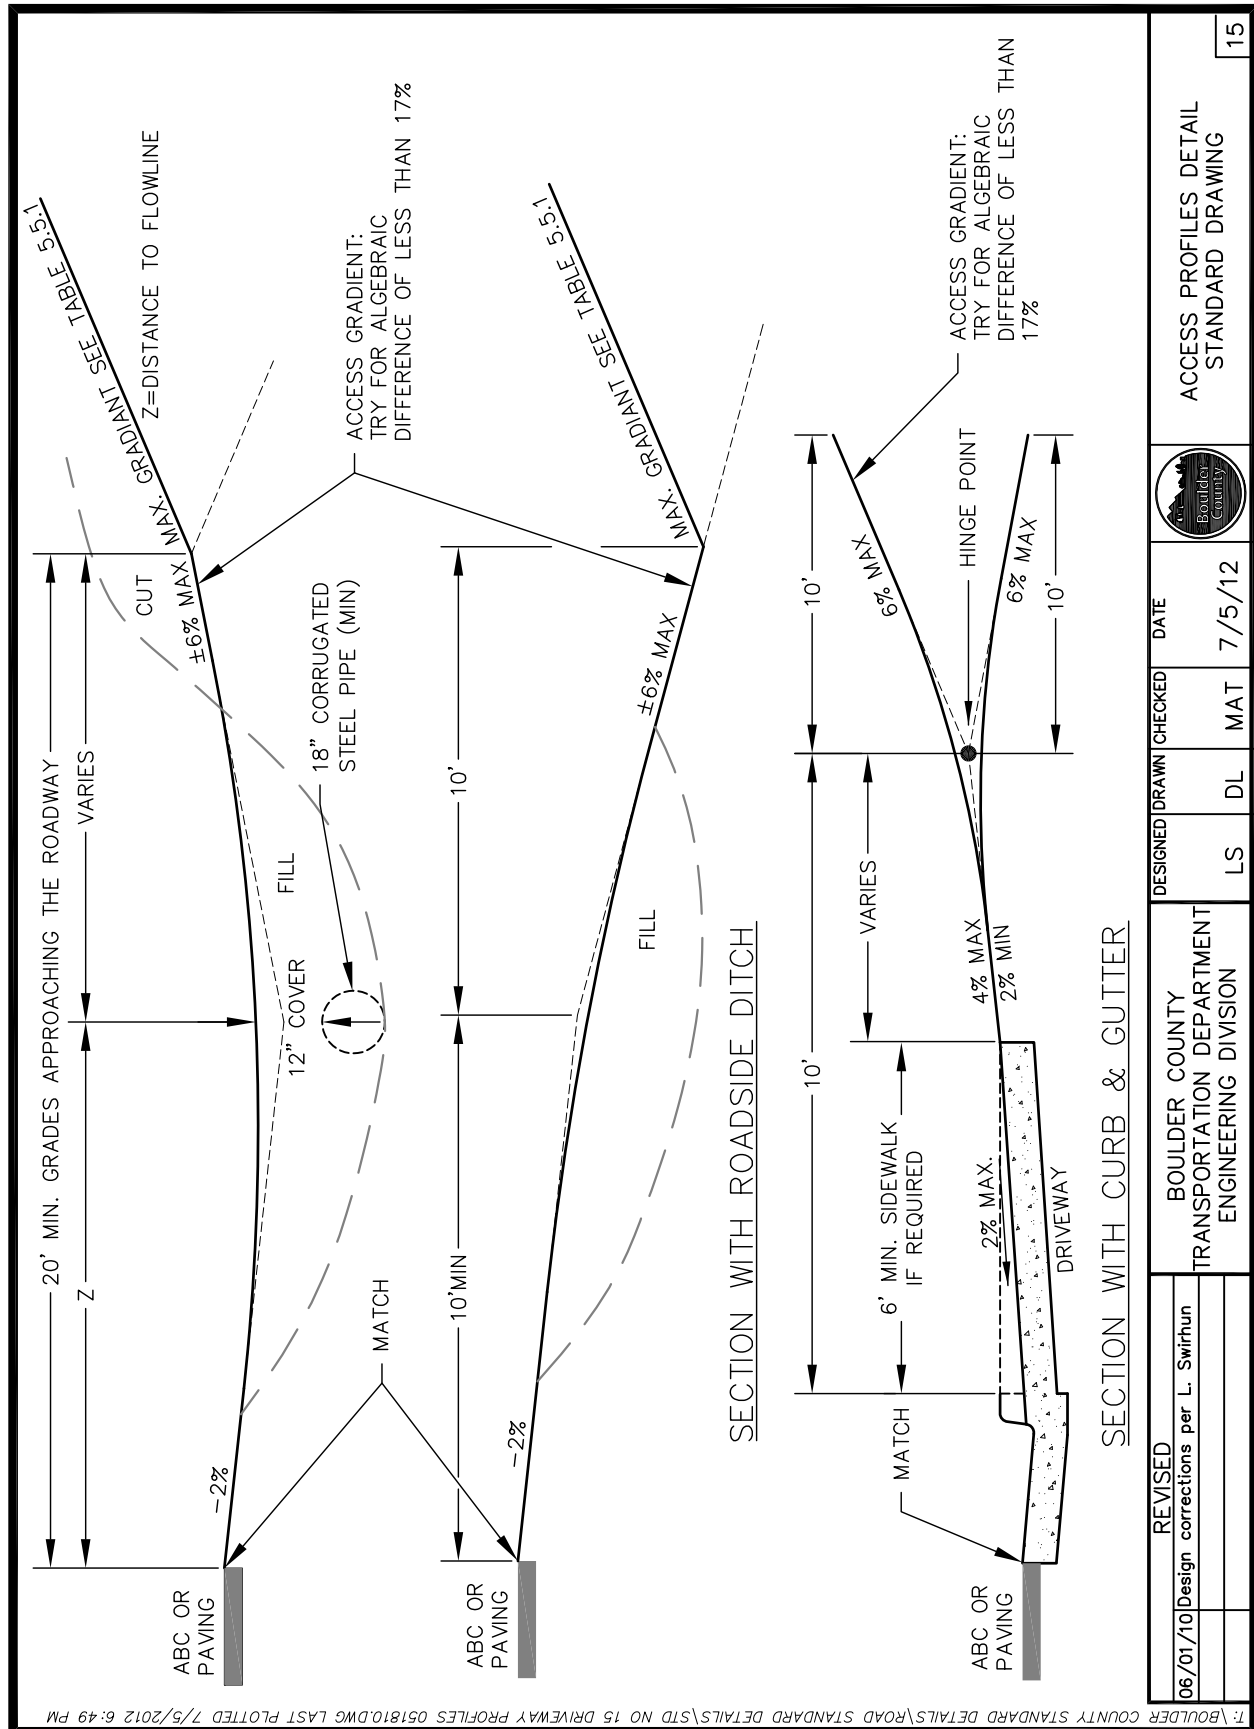 20' MIN. GRADES APPROACHING THE ROADWAY
Z
VARIES
MAX. GRADIANT SEE TABLE 5.5.1
Z=DISTANCE TO FLOWLINE
CUT
±6% MAX
-2%
ABC OR
PAVING
12" COVER
FILL
18" CORRUGATED
STEEL PIPE (MIN)
ACCESS GRADIENT:
TRY FOR ALGEBRAIC
DIFFERENCE OF LESS THAN 17%
MATCH
10'MIN
10'
MAX. GRADIANT SEE TABLE 5.5.1
±6% MAX
-2%
ABC OR
PAVING
FILL
SECTION WITH ROADSIDE DITCH
10'
10'
VARIES
6' MIN. SIDEWALK
IF REQUIRED
MATCH
6% MAX
ACCESS GRADIENT:
TRY FOR ALGEBRAIC
DIFFERENCE OF LESS THAN
17%
HINGE POINT
4% MAX
2% MIN
6% MAX
10'
2% MAX.
ABC OR
PAVING
DRIVEWAY
SECTION WITH CURB & GUTTER
REVISED
06/01/10 Design corrections per L. Swirhun
BOULDER COUNTY
TRANSPORTATION DEPARTMENT
ENGINEERING DIVISION
DESIGNED DRAWN CHECKED DATE
LS DL MAT 7/5/12
Boulder
County
ACCESS PROFILES DETAIL
STANDARD DRAWING
15
T:\BOULDER COUNTY STANDARD DETAILS\ROAD STANDARD DETAILS\STD NO 15 DRIVEWAY PROFILES 051810.DWG LAST PLOTTED 7/5/2012 6:49 PM